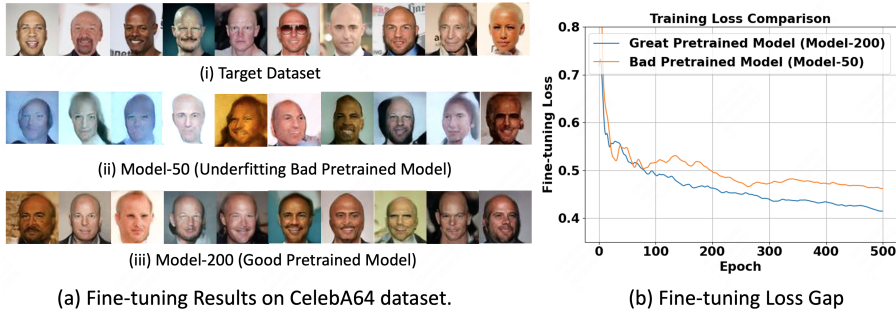 (i) Target Dataset
(ii) Model-50 (Underfitting Bad Pretrained Model)
(iii) Model-200 (Good Pretrained Model)
(a) Fine-tuning Results on CelebA64 dataset.
Training Loss Comparison
Great Pretrained Model (Model-200)
Bad Pretrained Model (Model-50)
Fine-tuning Loss
0.8
0.7
0.6
0.5
0.4
0 100 200 300 400 500
Epoch
(b) Fine-tuning Loss Gap